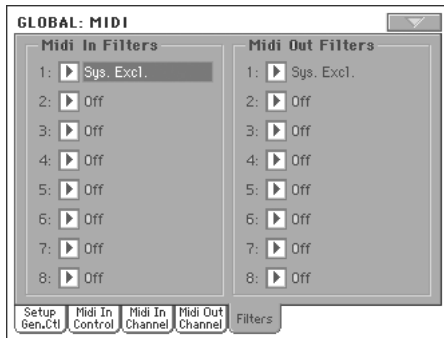 GLOBAL: MIDI
Midi In Filters
1: Sys. Excl.
2: Off
3: Off
4: Off
5: Off
6: Off
7: Off
8: Off
Midi Out Filters
1: Sys. Excl.
2: Off
3: Off
4: Off
5: Off
6: Off
7: Off
8: Off
Setup Gen.Ctl
Midi In Control
Midi In Channel
Midi Out Channel
Filters